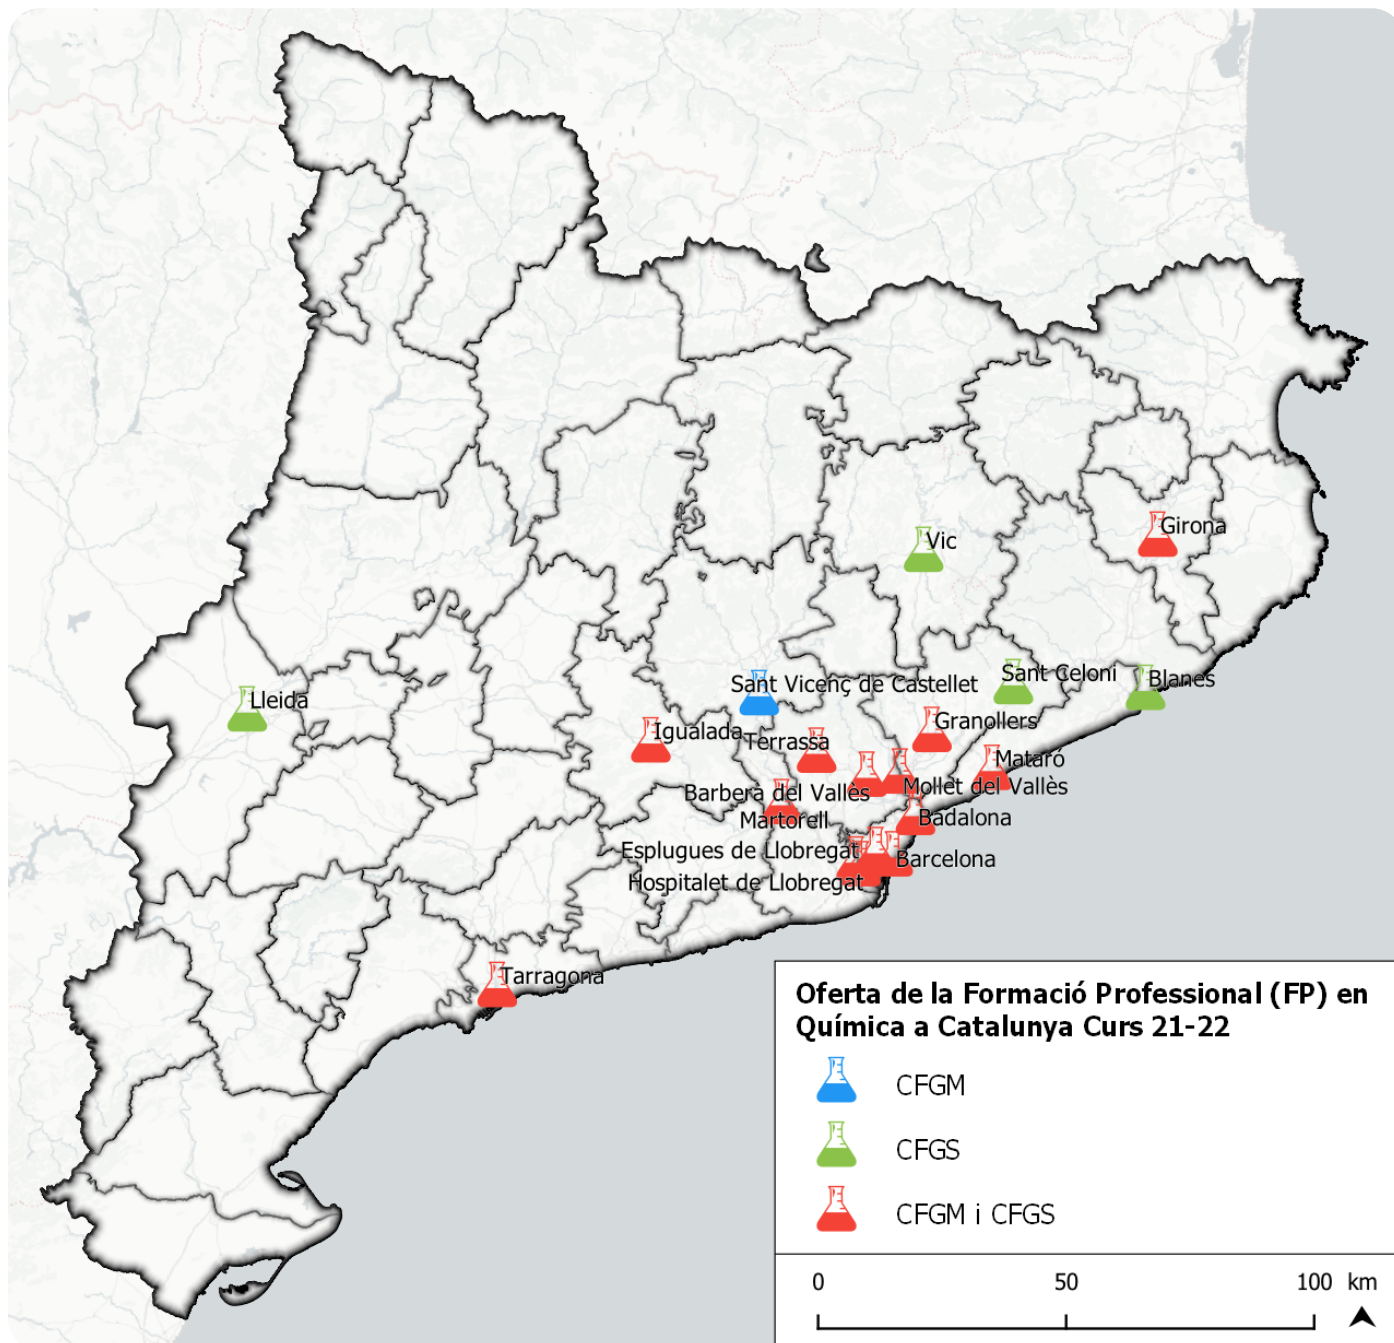 Girona
Vic
Sant Celoni
Blanes
Sant Vicenç de Castellet
Lleida
Granollers
Igualada
Terrassa
Mataró
Mollet del Vallès
Barberà del Vallès
Martorell
Badalona
Esplugues de Llobregat
Barcelona
Hospitalet de Llobregat
Tarragona
Oferta de la Formació Professional (FP) en
Química a Catalunya Curs 21-22
CFGM
CFGS
CFGM i CFGS
0 50 100 km